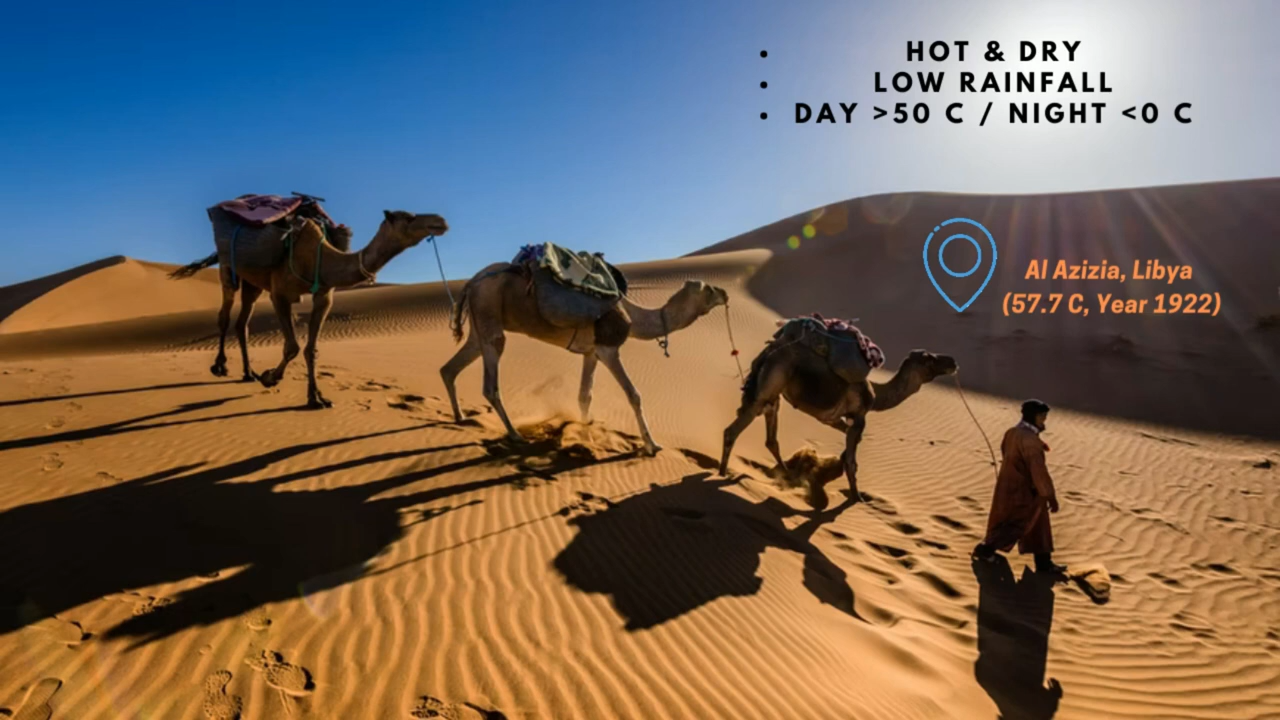 • HOT & DRY
• LOW RAINFALL
• DAY >50 C / NIGHT <0 C
Al Azizia, Libya
(57.7 C, Year 1922)